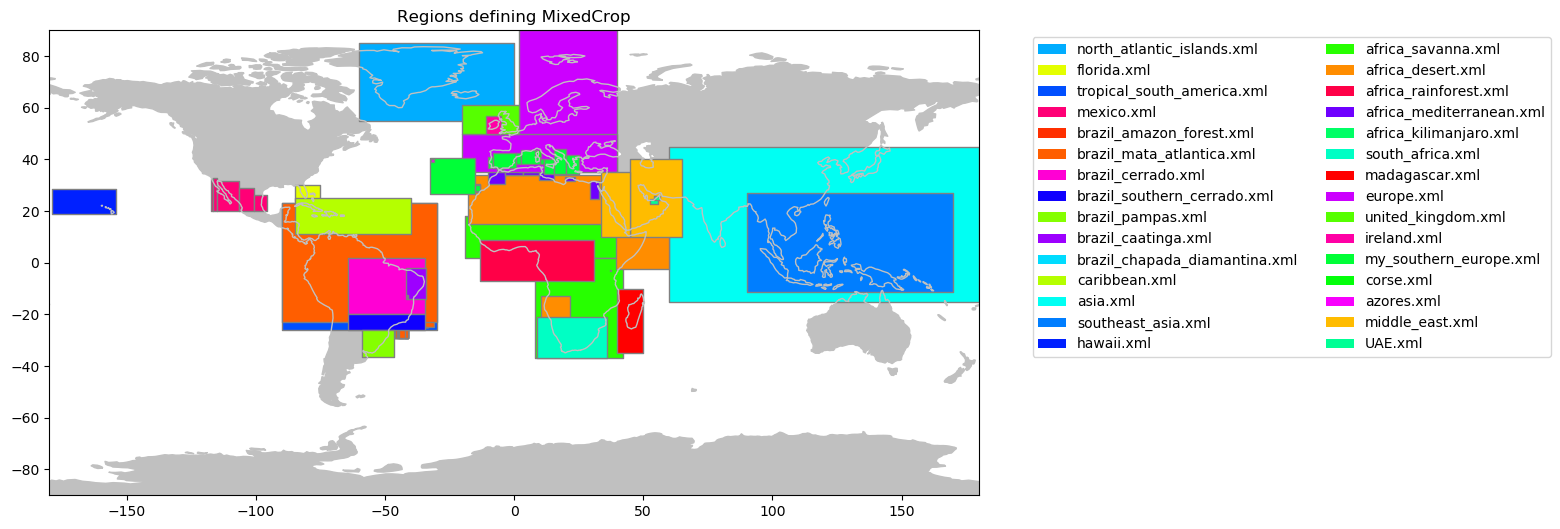 Regions defining MixedCrop
80
60
40
20
0
−20
−40
−60
−80
−150
−100
−50
0
50
100
150
north_atlantic_islands.xml
florida.xml
tropical_south_america.xml
mexico.xml
brazil_amazon_forest.xml
brazil_mata_atlantica.xml
brazil_cerrado.xml
brazil_southern_cerrado.xml
brazil_pampas.xml
brazil_caatinga.xml
brazil_chapada_diamantina.xml
caribbean.xml
asia.xml
southeast_asia.xml
hawaii.xml
africa_savanna.xml
africa_desert.xml
africa_rainforest.xml
africa_mediterranean.xml
africa_kilimanjaro.xml
south_africa.xml
madagascar.xml
europe.xml
united_kingdom.xml
ireland.xml
my_southern_europe.xml
corse.xml
azores.xml
middle_east.xml
UAE.xml